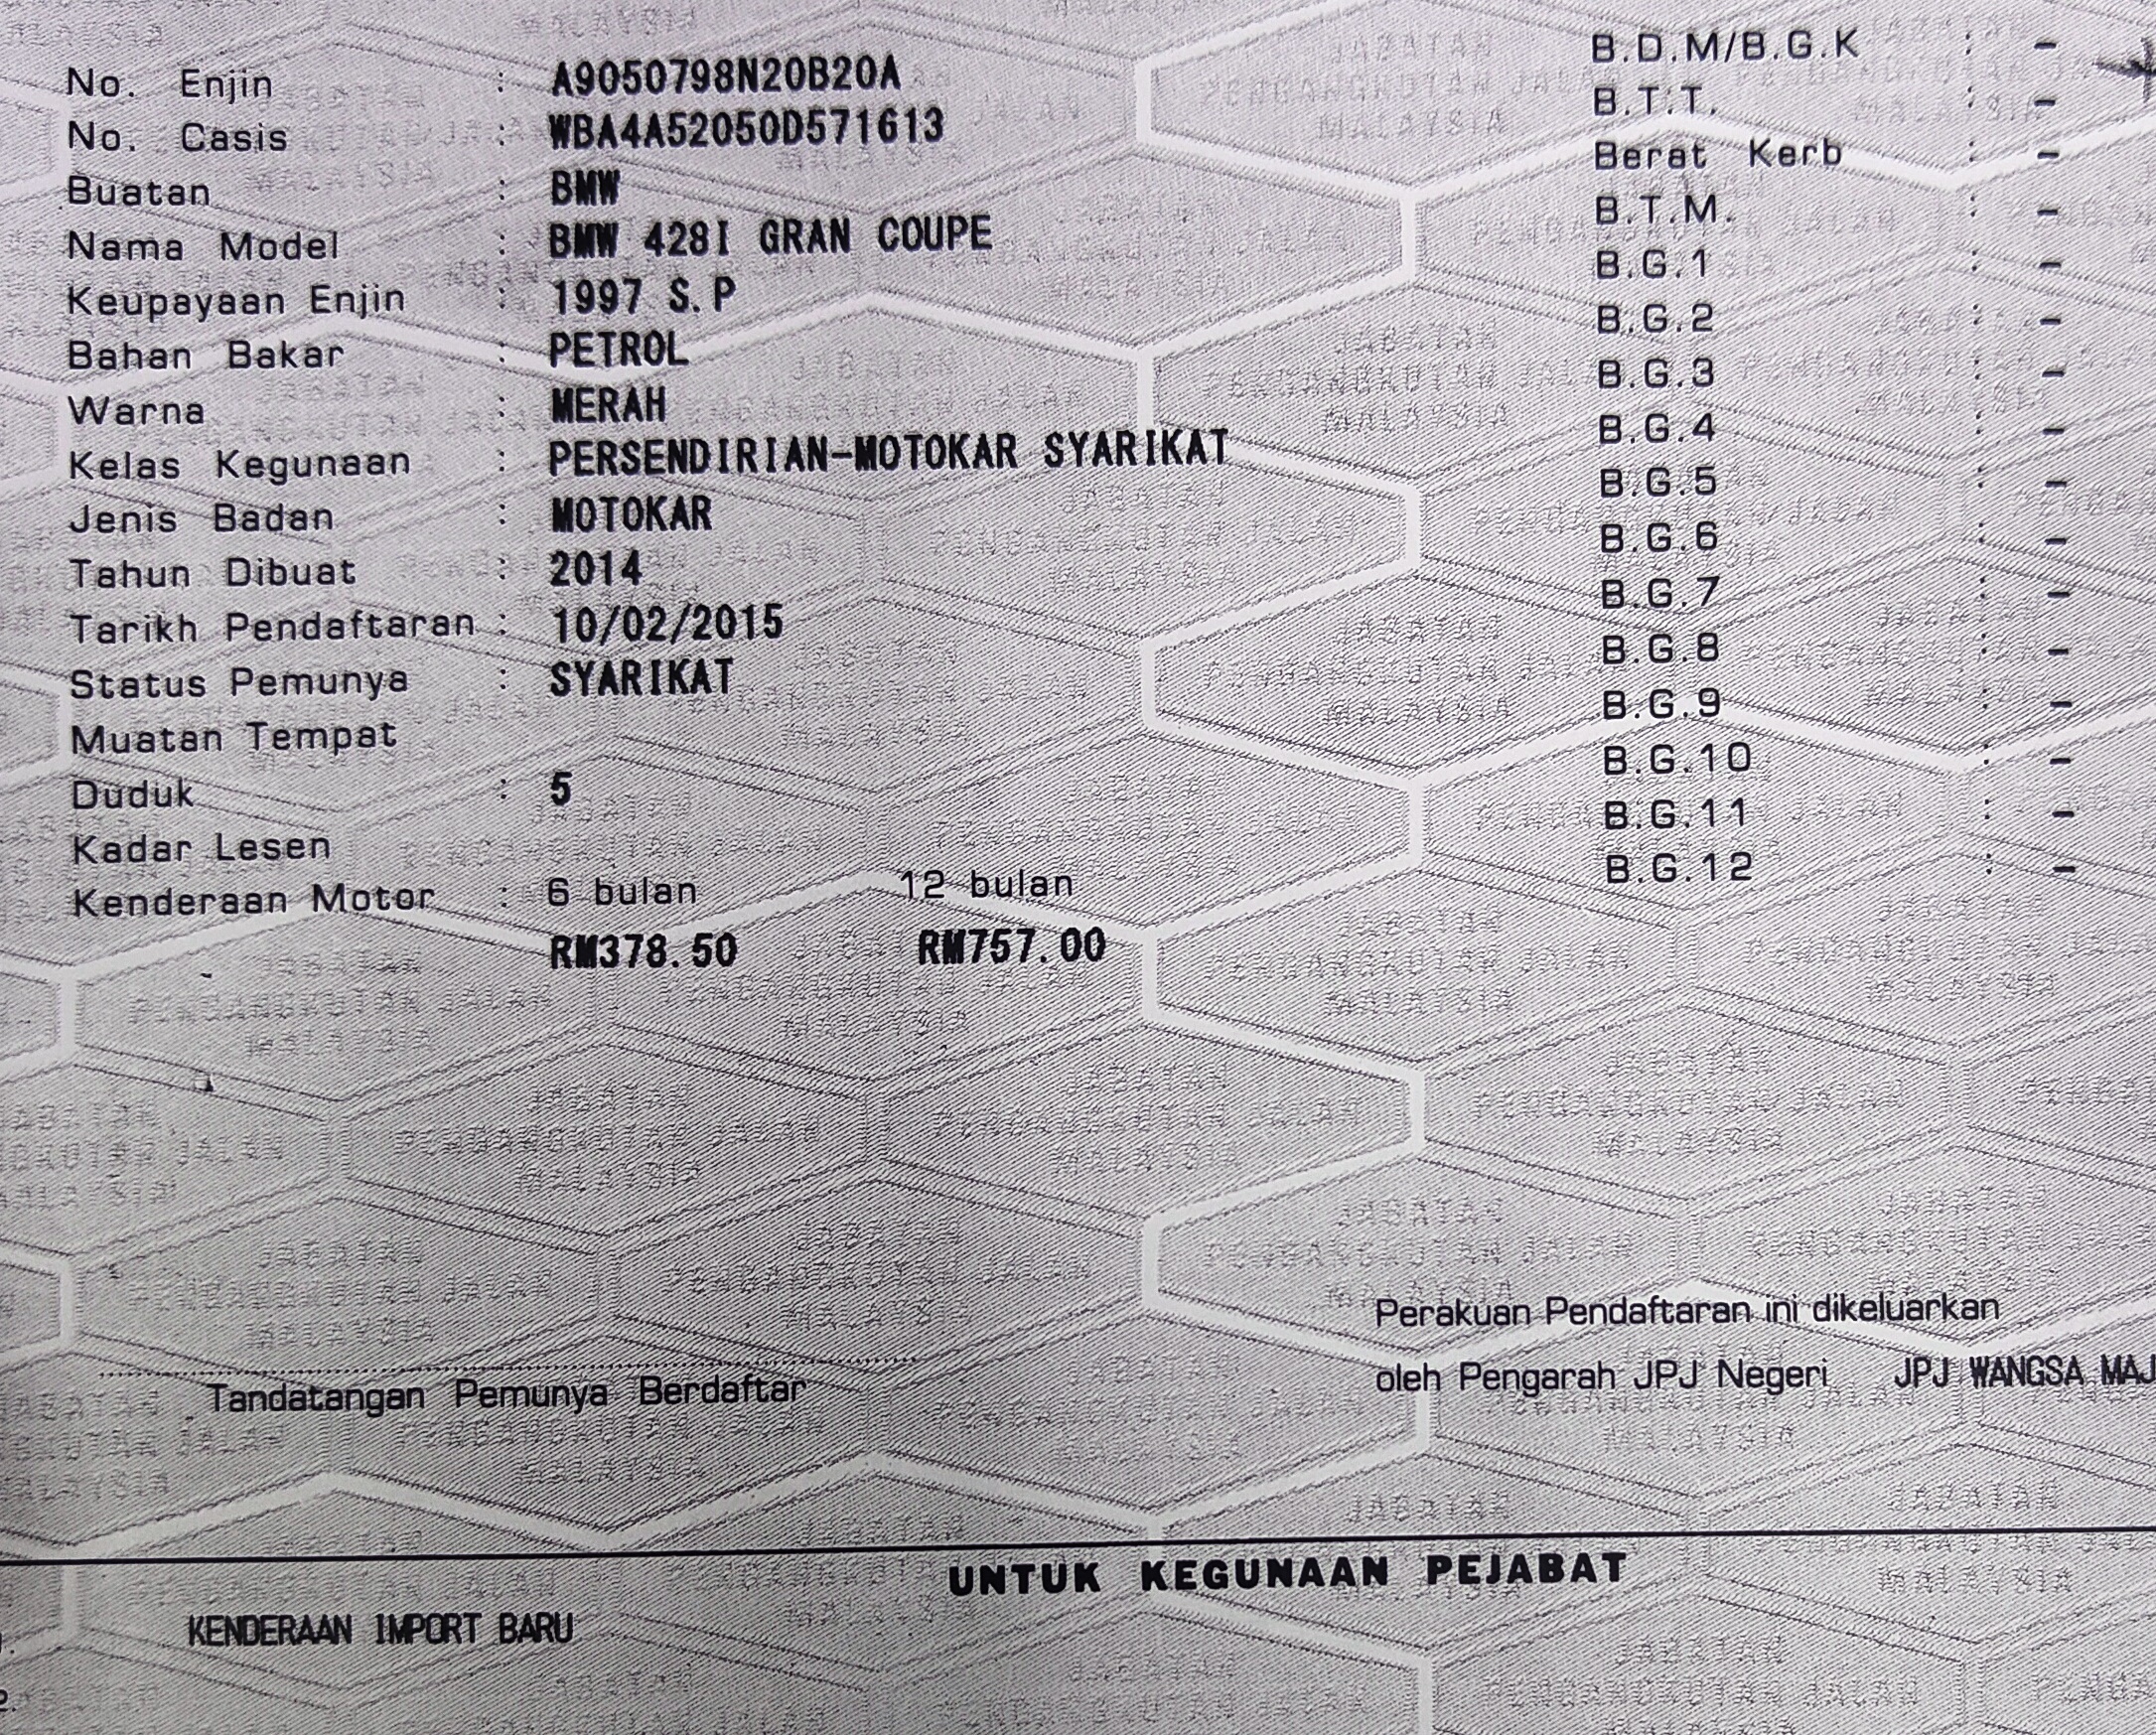 No. Enjin : A9050798N20B20A
No. Casis : WBA4A52050D571613
Buatan : BMW
Nama Model : BMW 428I GRAN COUPE
Keupayaan Enjin : 1997 S.P
Bahan Bakar : PETROL
Warna : MERAH
Kelas Kegunaan : PERSENDIRIAN-MOTOKAR SYARIKAT
Jenis Badan : MOTOKAR
Tahun Dibuat : 2014
Tarikh Pendaftaran : 10/02/2015
Status Pemunya : SYARIKAT
Muatan Tempat
Duduk : 5
Kadar Lesen
Kenderaan Motor : 6 bulan 12 bulan
RM378.50 RM757.00
B.D.M/B.G.K : -
B.T.T. : -
Berat Kerb : -
B.T.M. : -
B.G.1 : -
B.G.2 : -
B.G.3 : -
B.G.4 : -
B.G.5 : -
B.G.6 : -
B.G.7 : -
B.G.8 : -
B.G.9 : -
B.G.10 : -
B.G.11 : -
B.G.12 : -
Tandatangan Pemunya Berdaftar
Perakuan Pendaftaran ini dikeluarkan
oleh Pengarah JPJ Negeri JPJ WANGSA MAJ
UNTUK KEGUNAAN PEJABAT
KENDERAAN IMPORT BARU
2.